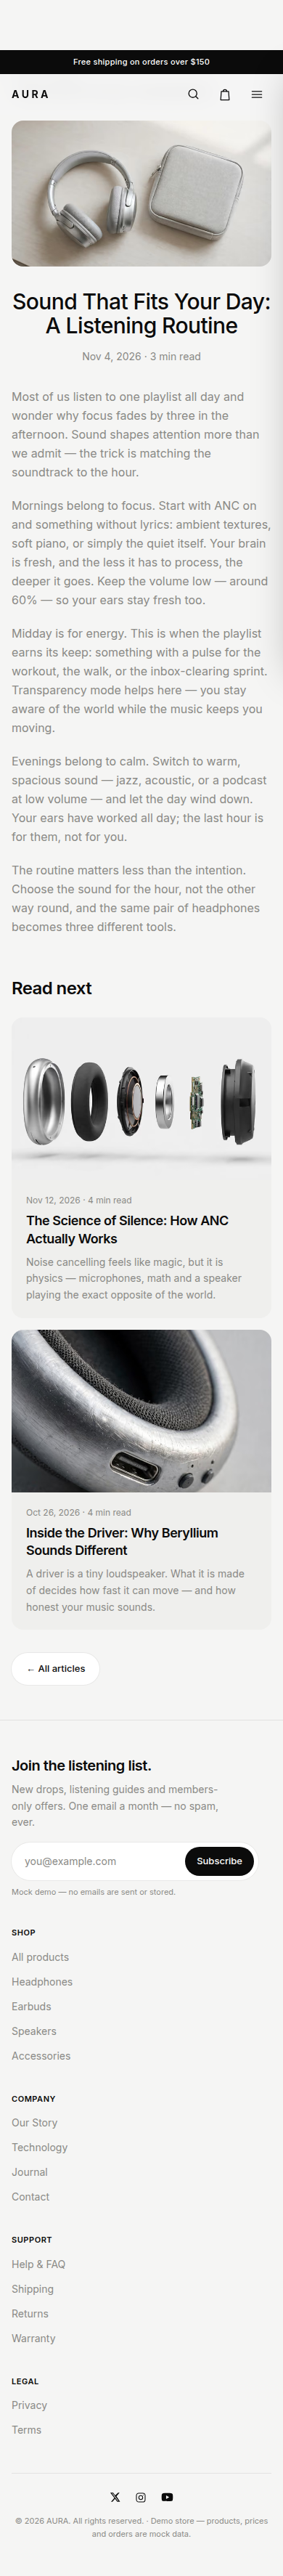 Free shipping on orders over $150
AURA
Sound That Fits Your Day:
A Listening Routine
Nov 4, 2026 · 3 min read
Most of us listen to one playlist all day and
wonder why focus fades by three in the
afternoon. Sound shapes attention more than
we admit — the trick is matching the
soundtrack to the hour.
Mornings belong to focus. Start with ANC on
and something without lyrics: ambient textures,
soft piano, or simply the quiet itself. Your brain
is fresh, and the less it has to process, the
deeper it goes. Keep the volume low — around
60% — so your ears stay fresh too.
Midday is for energy. This is when the playlist
earns its keep: something with a pulse for the
workout, the walk, or the inbox-clearing sprint.
Transparency mode helps here — you stay
aware of the world while the music keeps you
moving.
Evenings belong to calm. Switch to warm,
spacious sound — jazz, acoustic, or a podcast
at low volume — and let the day wind down.
Your ears have worked all day; the last hour is
for them, not for you.
The routine matters less than the intention.
Choose the sound for the hour, not the other
way round, and the same pair of headphones
becomes three different tools.
Read next
Nov 12, 2026 · 4 min read
The Science of Silence: How ANC
Actually Works
Noise cancelling feels like magic, but it is
physics — microphones, math and a speaker
playing the exact opposite of the world.
Oct 26, 2026 · 4 min read
Inside the Driver: Why Beryllium
Sounds Different
A driver is a tiny loudspeaker. What it is made
of decides how fast it can move — and how
honest your music sounds.
← All articles
Join the listening list.
New drops, listening guides and members-
only offers. One email a month — no spam,
ever.
you@example.com
Subscribe
Mock demo — no emails are sent or stored.
SHOP
All products
Headphones
Earbuds
Speakers
Accessories
COMPANY
Our Story
Technology
Journal
Contact
SUPPORT
Help & FAQ
Shipping
Returns
Warranty
LEGAL
Privacy
Terms
© 2026 AURA. All rights reserved. · Demo store — products, prices
and orders are mock data.